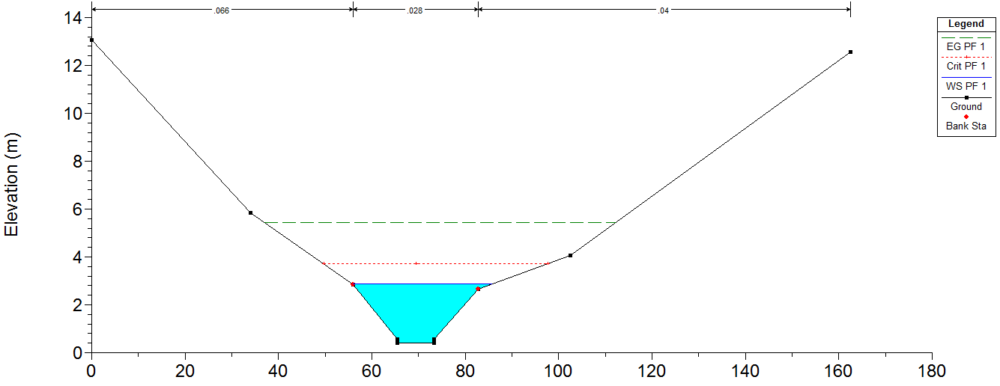 .066 .028 .04
14
12
10
8
6
4
2
0
Elevation (m)
0 20 40 60 80 100 120 140 160 180
Legend
EG PF 1
Crit PF 1
WS PF 1
Ground
Bank Sta